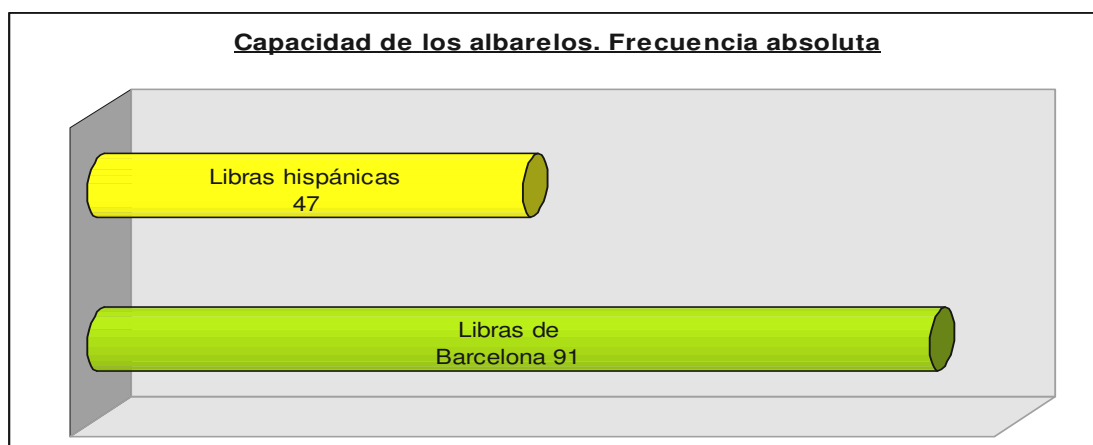 Capacidad de los albarelos. Frecuencia absoluta
Libras hispánicas
47
Libras de
Barcelona 91